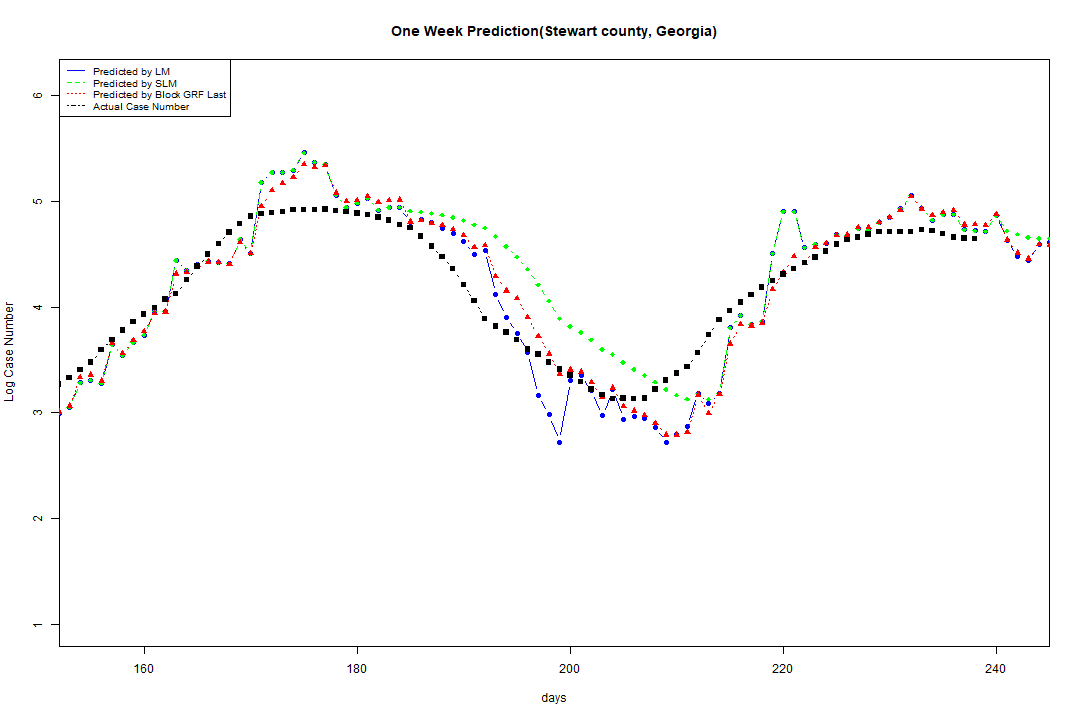 One Week Prediction(Stewart county, Georgia)
Predicted by LM
Predicted by SLM
Predicted by Block GRF Last
Actual Case Number
6
5
4
3
2
1
Log Case Number
160 180 200 220 240
days